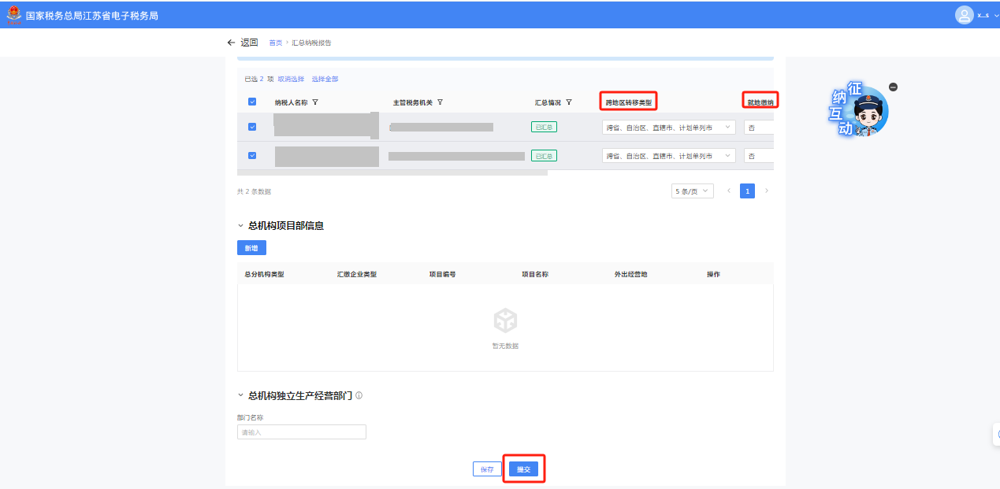 国家税务总局江苏省电子税务局
x...s
返回 首页 > 汇总纳税报告
征
纳
互
动
已选 2 项 取消选择 选择全部
纳税人名称 主管税务机关 汇总情况 跨地区转移类型 就地缴纳
已汇总 跨省、自治区、直辖市、计划单列市 否
已汇总 跨省、自治区、直辖市、计划单列市 否
共 2 条数据 5 条/页 1
总机构项目部信息
新增
总分机构类型 汇缴企业类型 项目编号 项目名称 外出经营地 操作
暂无数据
总机构独立生产经营部门
部门名称
请输入
保存 提交